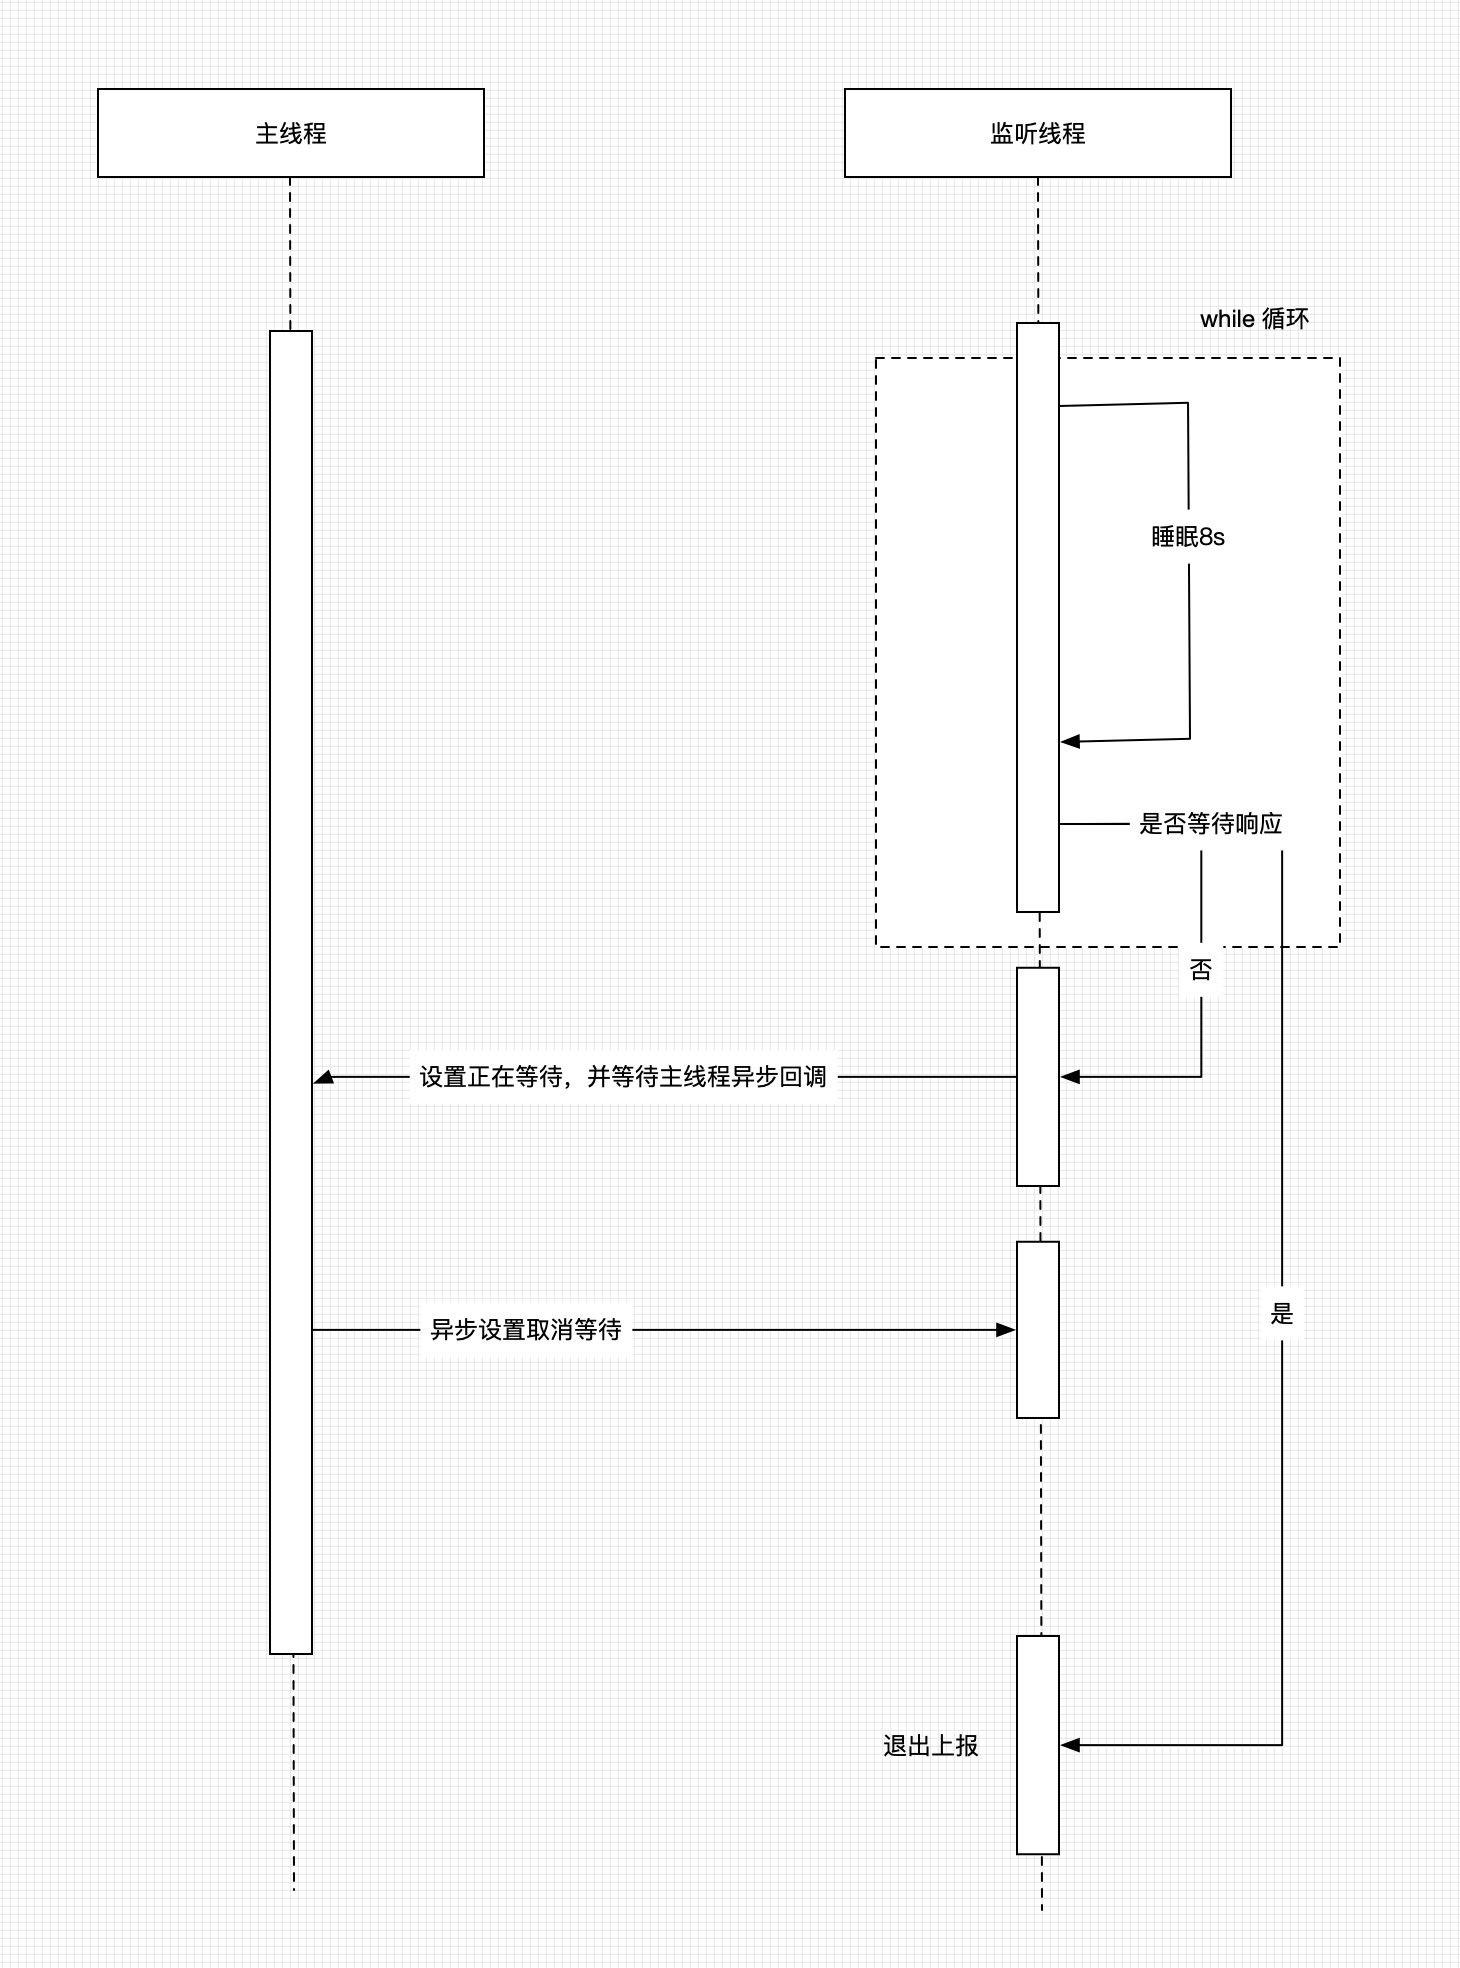 主线程
监听线程
while 循环
睡眠8s
是否等待响应
否
设置正在等待，并等待主线程异步回调
是
异步设置取消等待
退出上报